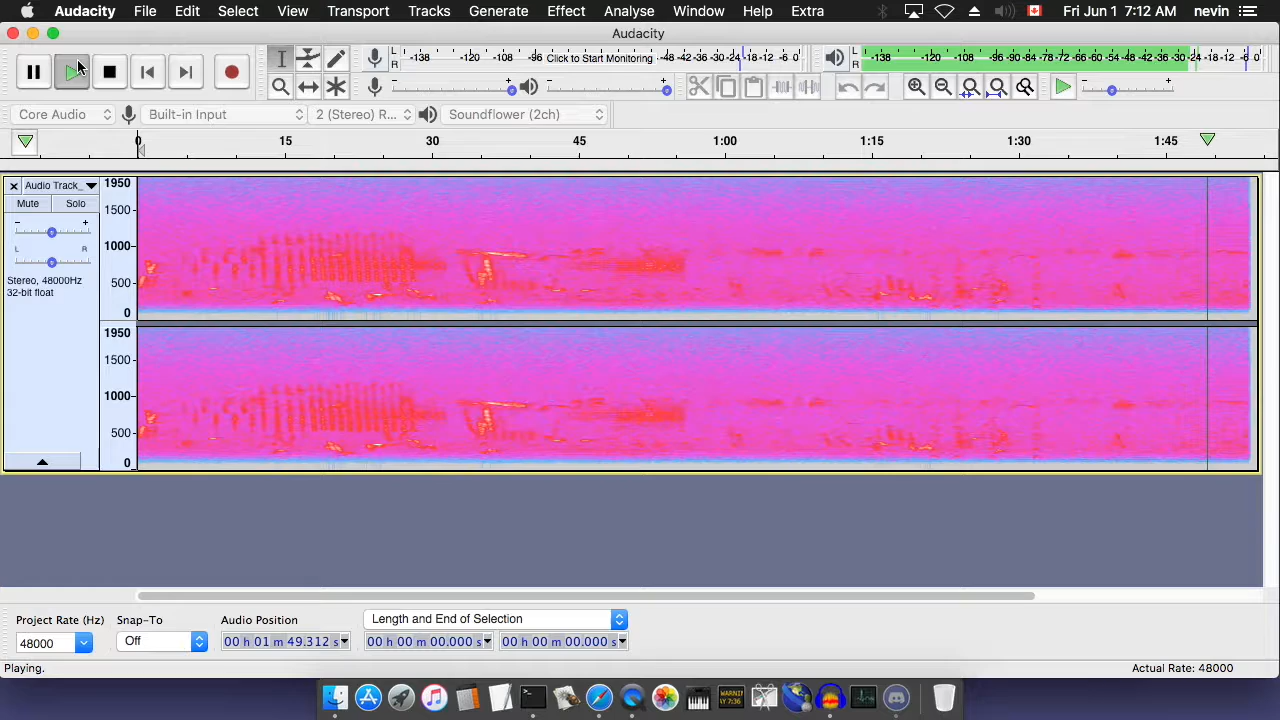 Audacity File Edit Select View Transport Tracks Generate Effect Analyse Window Help Extra Fri Jun 1 7:12 AM nevin
Audacity
L R -138 -120 -108 -96 Click to Start Monitoring -48 -42 -36 -30 -24 -18 -12 -6 0
L R -138 -120 -108 -96 -90 -84 -78 -72 -66 -60 -54 -48 -42 -36 -30 -24 -18 -12 -6 0
- + - + - +
Core Audio Built-in Input 2 (Stereo) R... Soundflower (2ch)
0 15 30 45 1:00 1:15 1:30 1:45
Audio Track_
Mute Solo
- +
L R
Stereo, 48000Hz
32-bit float
1950
1500
1000
500
0
1950
1500
1000
500
0
Project Rate (Hz) Snap-To Audio Position Length and End of Selection
48000 Off 00 h 01 m 49.312 s 00 h 00 m 00.000 s 00 h 00 m 00.000 s
Playing. Actual Rate: 48000
WARNIN
LY 7:36